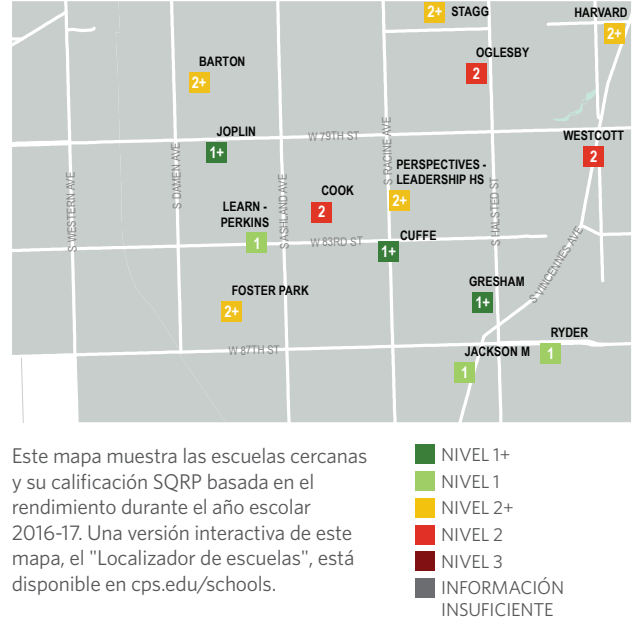 STAGG
2+
HARVARD
2+
BARTON
2+
OGLESBY
2
JOPLIN
1+
W 79TH ST
WESTCOTT
2
S WESTERN AVE
S DAMEN AVE
S ASHLAND AVE
S RACINE AVE
S HALSTED ST
S VINCENNES AVE
PERSPECTIVES -
LEADERSHIP HS
2+
COOK
2
LEARN -
PERKINS
1
W 83RD ST
CUFFE
1+
FOSTER PARK
2+
GRESHAM
1+
W 87TH ST
JACKSON M
1
RYDER
1
Este mapa muestra las escuelas cercanas
y su calificación SQRP basada en el
rendimiento durante el año escolar
2016-17. Una versión interactiva de este
mapa, el "Localizador de escuelas", está
disponible en cps.edu/schools.
NIVEL 1+
NIVEL 1
NIVEL 2+
NIVEL 2
NIVEL 3
INFORMACIÓN
INSUFICIENTE